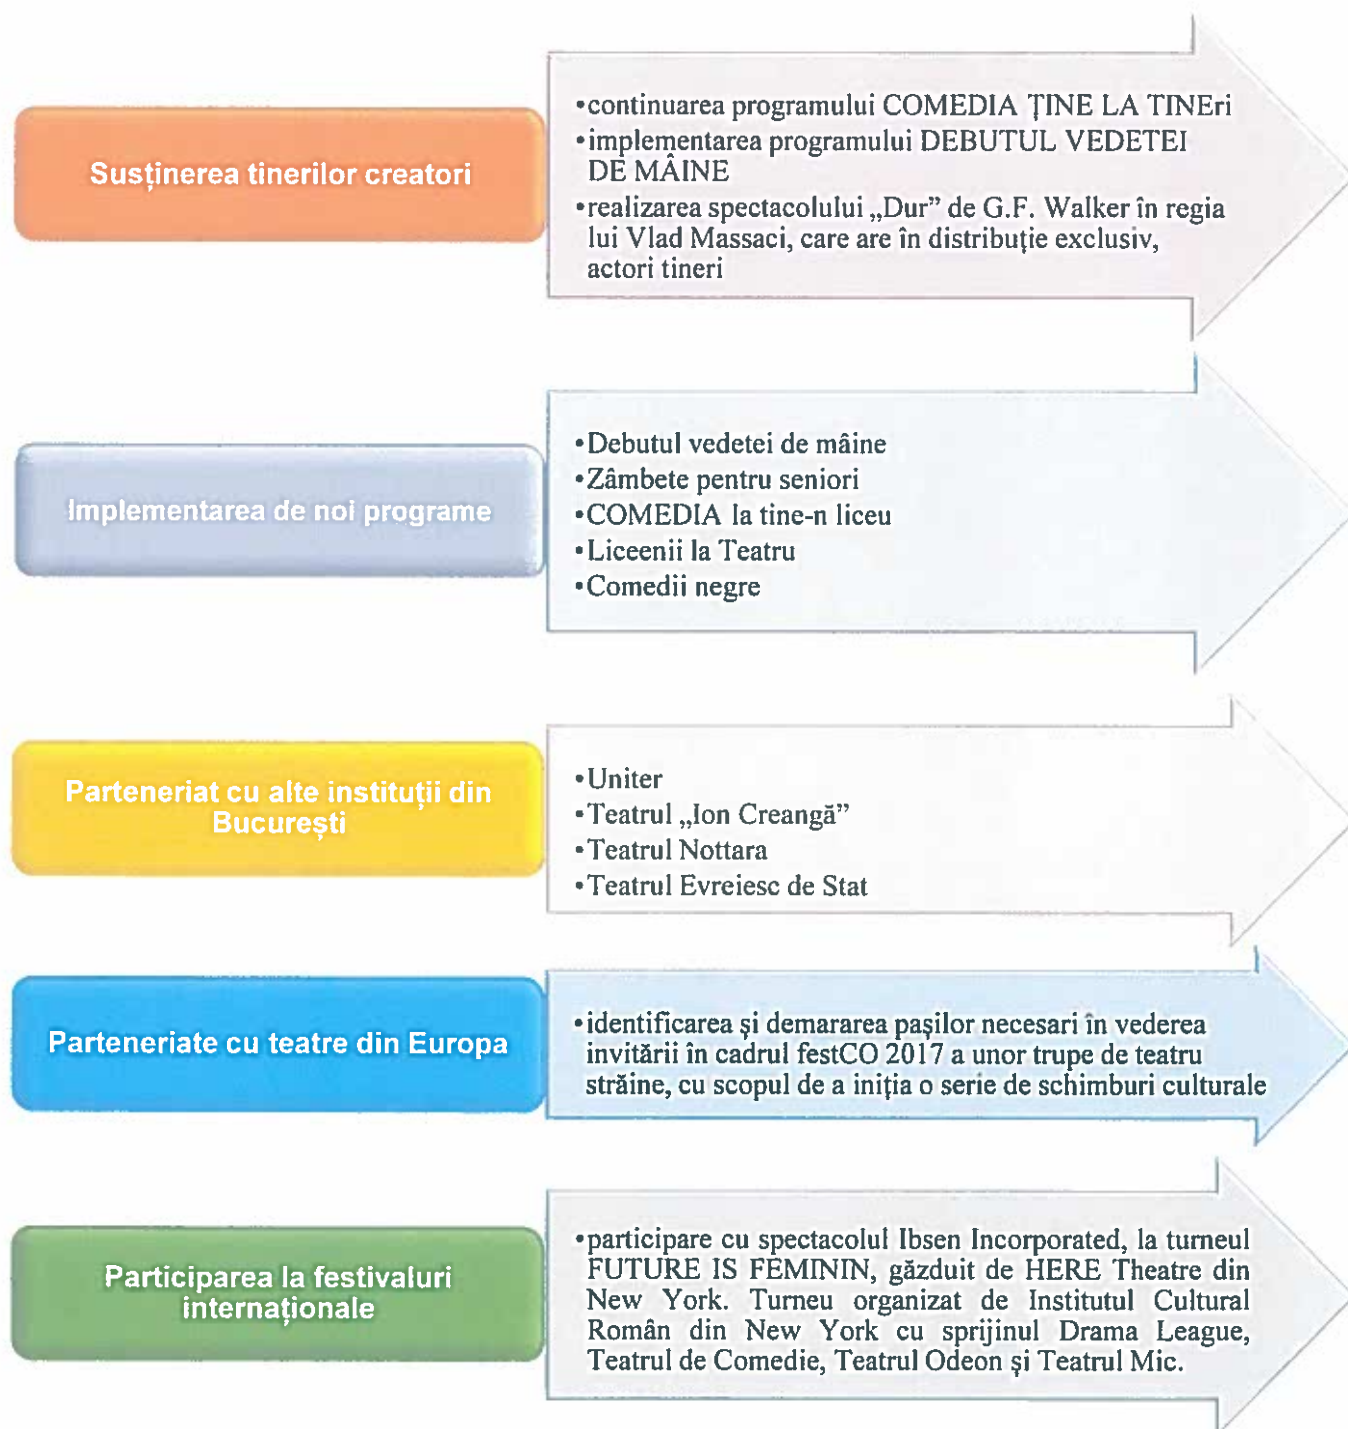 Susținerea tinerilor creatori
•continuarea programului COMEDIA ȚINE LA TINEri
•implementarea programului DEBUTUL VEDETEI
DE MÂINE
•realizarea spectacolului „Dur” de G.F. Walker în regia
lui Vlad Massaci, care are în distribuție exclusiv,
actori tineri
Implementarea de noi programe
•Debutul vedetei de mâine
•Zâmbete pentru seniori
•COMEDIA la tine-n liceu
•Liceenii la Teatru
•Comedii negre
Parteneriat cu alte instituții din
București
•Uniter
•Teatrul „Ion Creangă”
•Teatrul Nottara
•Teatrul Evreiesc de Stat
Parteneriate cu teatre din Europa
•identificarea și demararea pașilor necesari în vederea
invitării în cadrul festCO 2017 a unor trupe de teatru
străine, cu scopul de a iniția o serie de schimburi culturale
Participarea la festivaluri
internaționale
•participare cu spectacolul Ibsen Incorporated, la turneul
FUTURE IS FEMININ, găzduit de HERE Theatre din
New York. Turneu organizat de Institutul Cultural
Român din New York cu sprijinul Drama League,
Teatrul de Comedie, Teatrul Odeon și Teatrul Mic.